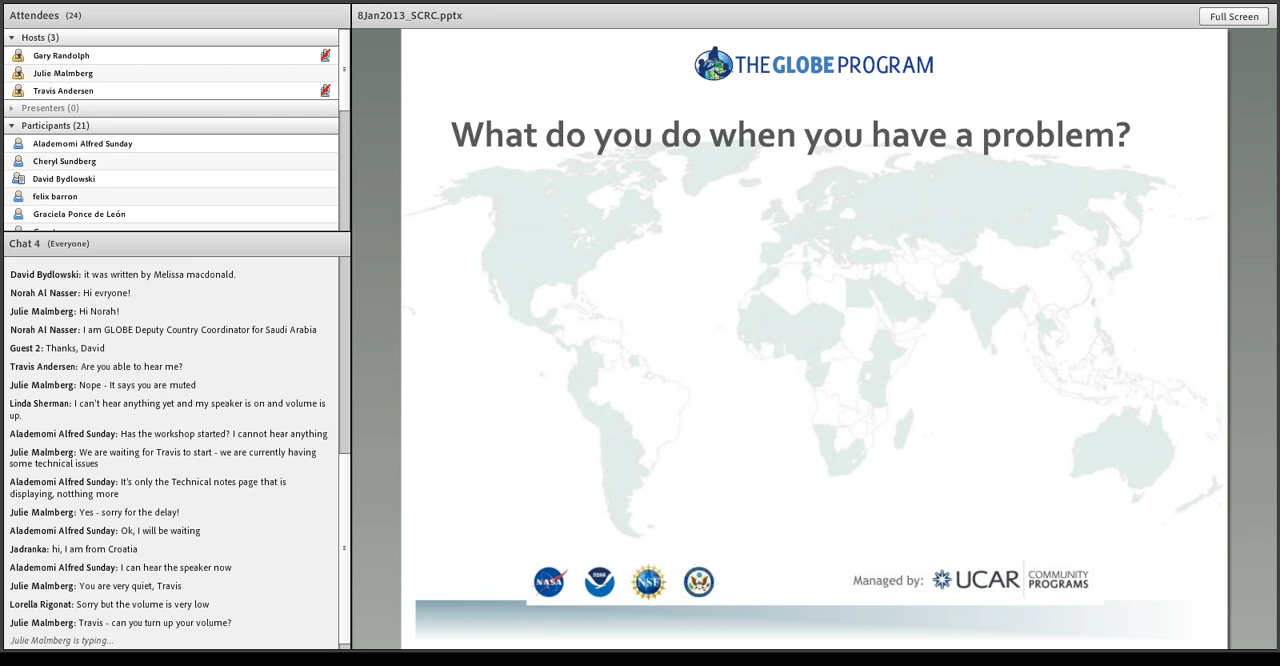 Attendees (24)
Hosts (3)
Gary Randolph
Julie Malmberg
Travis Andersen
Presenters (0)
Participants (21)
Alademomi Alfred Sunday
Cheryl Sundberg
David Bydlowski
felix barron
Graciela Ponce de León
Chat 4 (Everyone)
David Bydlowski: it was written by Melissa macdonald.
Norah Al Nasser: Hi evryone!
Julie Malmberg: Hi Norah!
Norah Al Nasser: I am GLOBE Deputy Country Coordinator for Saudi Arabia
Guest 2: Thanks, David
Travis Andersen: Are you able to hear me?
Julie Malmberg: Nope - It says you are muted
Linda Sherman: I can't hear anything yet and my speaker is on and volume is
up.
Alademomi Alfred Sunday: Has the workshop started? I cannot hear anything
Julie Malmberg: We are waiting for Travis to start - we are currently having
some technical issues
Alademomi Alfred Sunday: It's only the Technical notes page that is
displaying, notthing more
Julie Malmberg: Yes - sorry for the delay!
Alademomi Alfred Sunday: Ok, I will be waiting
Jadranka: hi, I am from Croatia
Alademomi Alfred Sunday: I can hear the speaker now
Julie Malmberg: You are very quiet, Travis
Lorella Rigonat: Sorry but the volume is very low
Julie Malmberg: Travis - can you turn up your volume?
Julie Malmberg is typing...
8Jan2013_SCRC.pptx
Full Screen
THE GLOBE PROGRAM
What do you do when you have a problem?
NASA
NOAA
NSF
Managed by:
UCAR
COMMUNITY
PROGRAMS